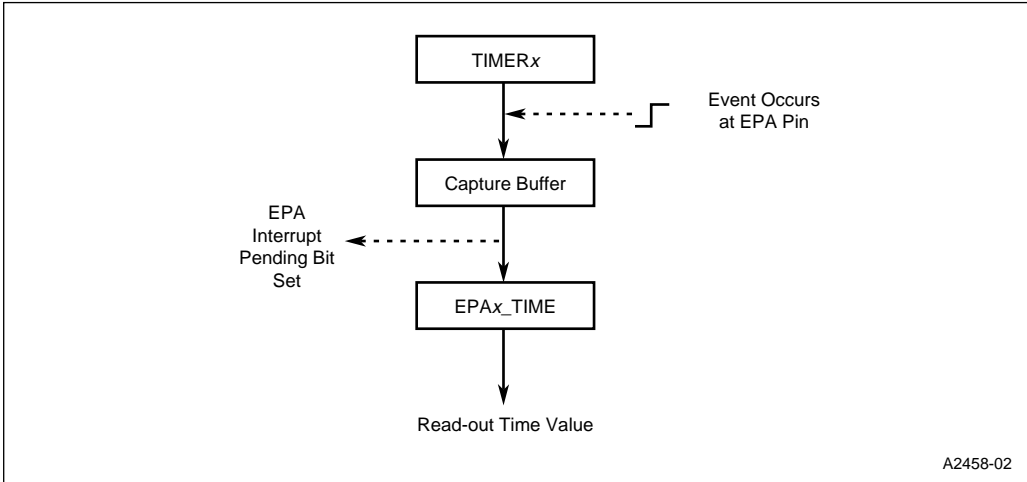 TIMERx
Event Occurs
at EPA Pin
Capture Buffer
EPA
Interrupt
Pending Bit
Set
EPAx_TIME
Read-out Time Value
A2458-02